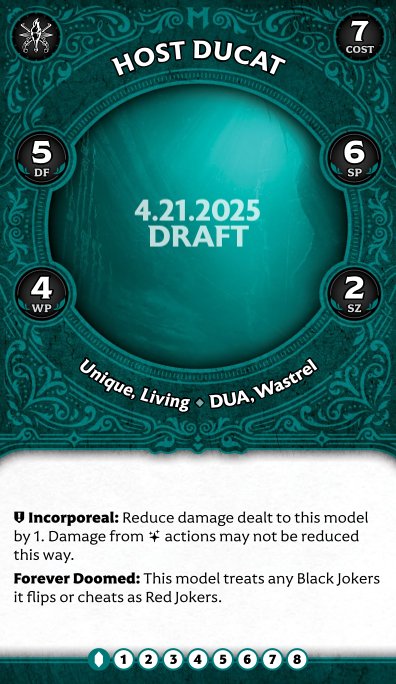 HOST DUCAT
7
COST
5
DF
6
SP
4.21.2025
DRAFT
4
WP
2
SZ
Unique, Living ◆ DUA, Wastrel
Incorporeal: Reduce damage dealt to this model
by 1. Damage from actions may not be reduced
this way.
Forever Doomed: This model treats any Black Jokers
it flips or cheats as Red Jokers.
1 2 3 4 5 6 7 8